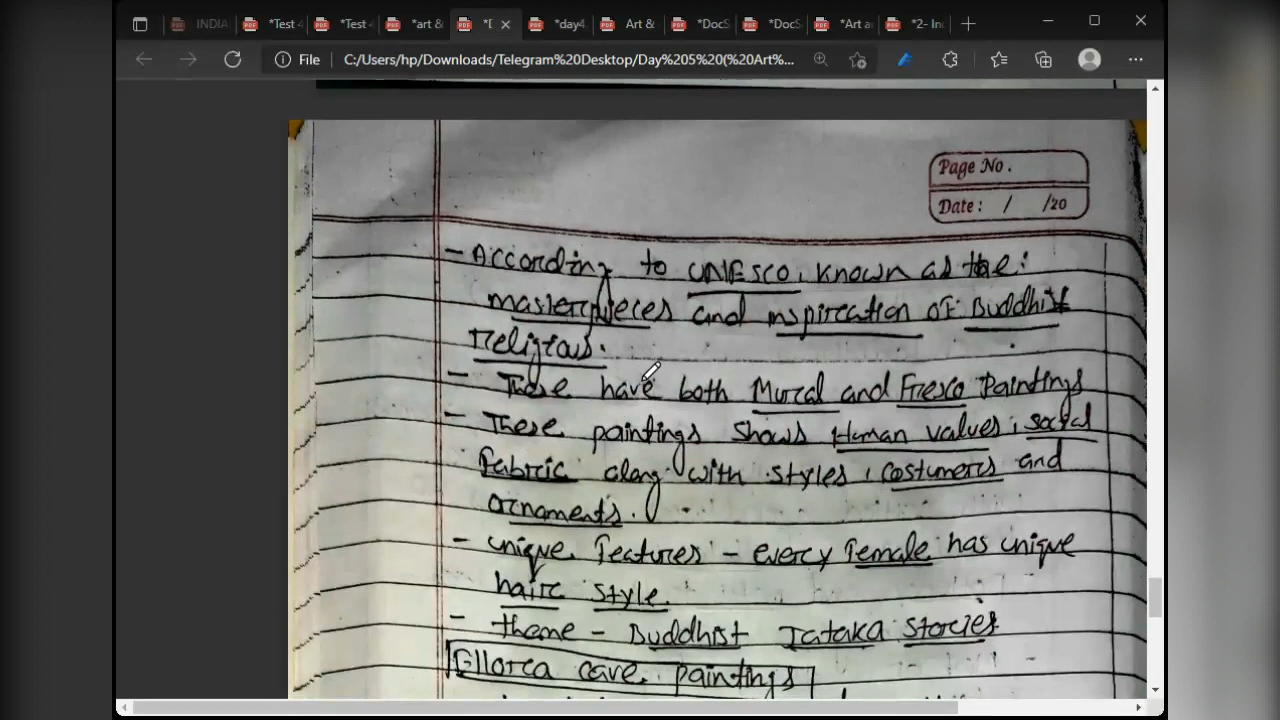 INDIA
*Test
*Test
*art &
*[
*day4
Art &
*DocS
*DocS
*Art a
*2- In
File
C:/Users/hp/Downloads/Telegram%20Desktop/Day%205%20(%20Art%...
Page No.
Date: / /20
- According to UNESCO, known as the:
masterpieces and inspiration of Buddhist
religious.
- These have both Mural and Fresco Paintings
- These paintings shows Human values, social
fabric along with styles, costumers and
ornaments.
- unique features - every female has unique
hair style.
- theme - Buddhist Jataka Stories
Ellora cave paintings